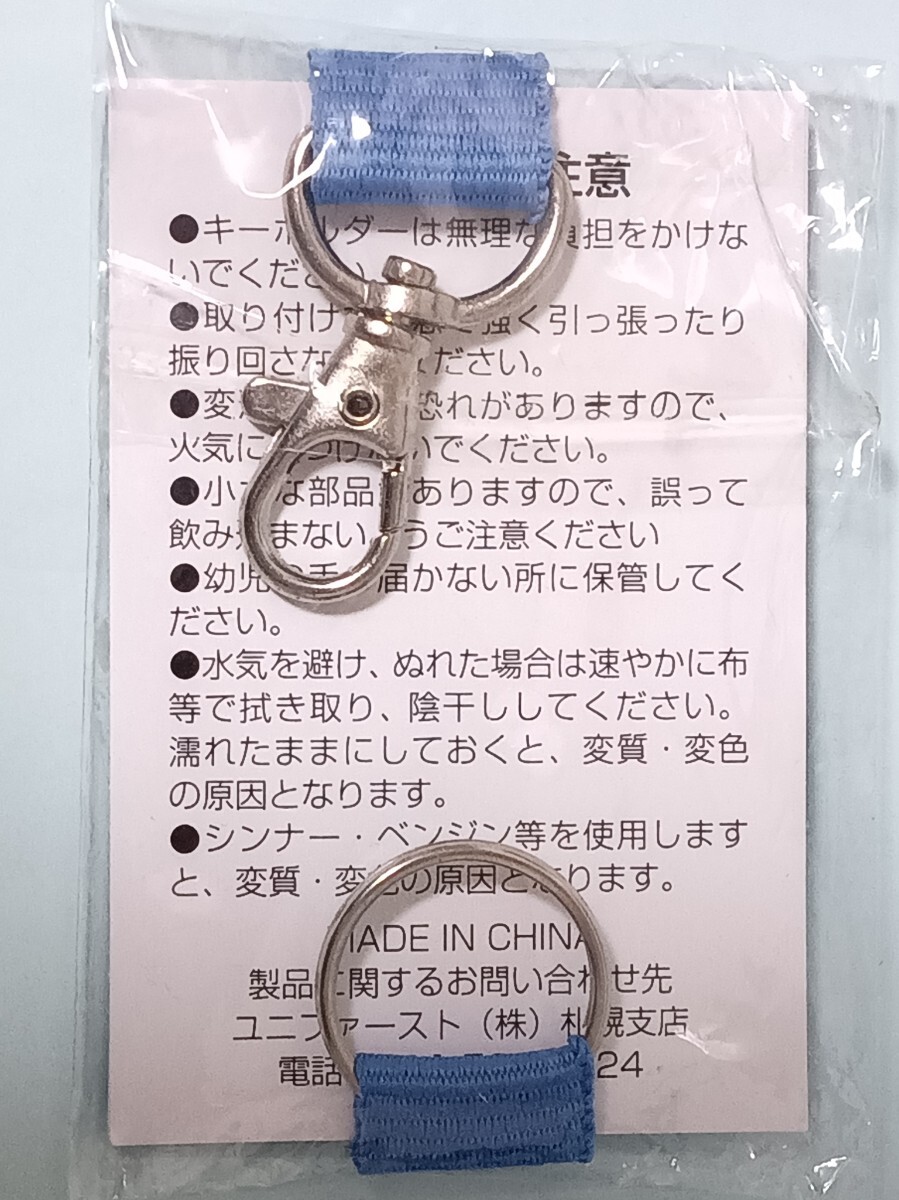 注意
●キーホルダーは無理な負担をかけな
いでください
●取り付け 強く引っ張ったり
振り回さな ください。
●変 恐れがありますので、
火気に いでください。
●小さな部品 ありますので、誤って
飲み込まない うご注意ください
●幼児の手 届かない所に保管してく
ださい。
●水気を避け、ぬれた場合は速やかに布
等で拭き取り、陰干ししてください。
濡れたままにしておくと、変質・変色
の原因となります。
●シンナー・ベンジン等を使用します
と、変質・変色の原因となります。
MADE IN CHINA
製品に関するお問い合わせ先
ユニファースト（株）札幌支店
電話 24